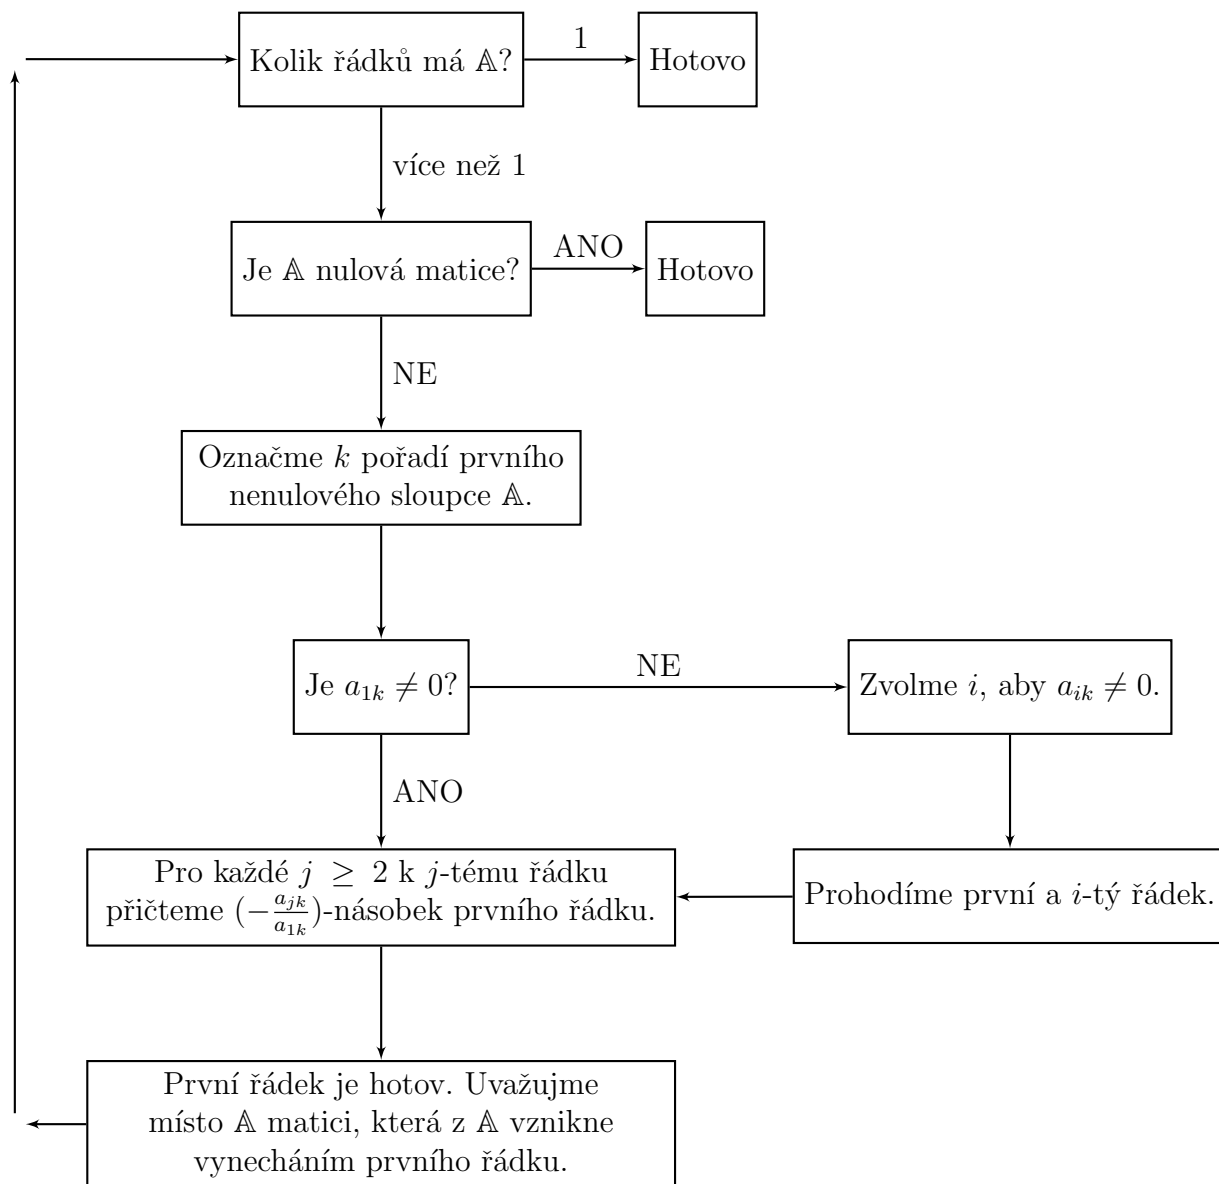 Kolik řádků má 𝔸?
1
Hotovo
více než 1
Je 𝔸 nulová matice?
ANO
Hotovo
NE
Označme k pořadí prvního
nenulového sloupce 𝔸.
Je a_{1k} ≠ 0?
NE
Zvolme i, aby a_{ik} ≠ 0.
ANO
Pro každé j ≥ 2 k j-tému řádku
přičteme (−\frac{a_{jk}}{a_{1k}})-násobek prvního řádku.
Prohodíme první a i-tý řádek.
První řádek je hotov. Uvažujme
místo 𝔸 matici, která z 𝔸 vznikne
vynecháním prvního řádku.